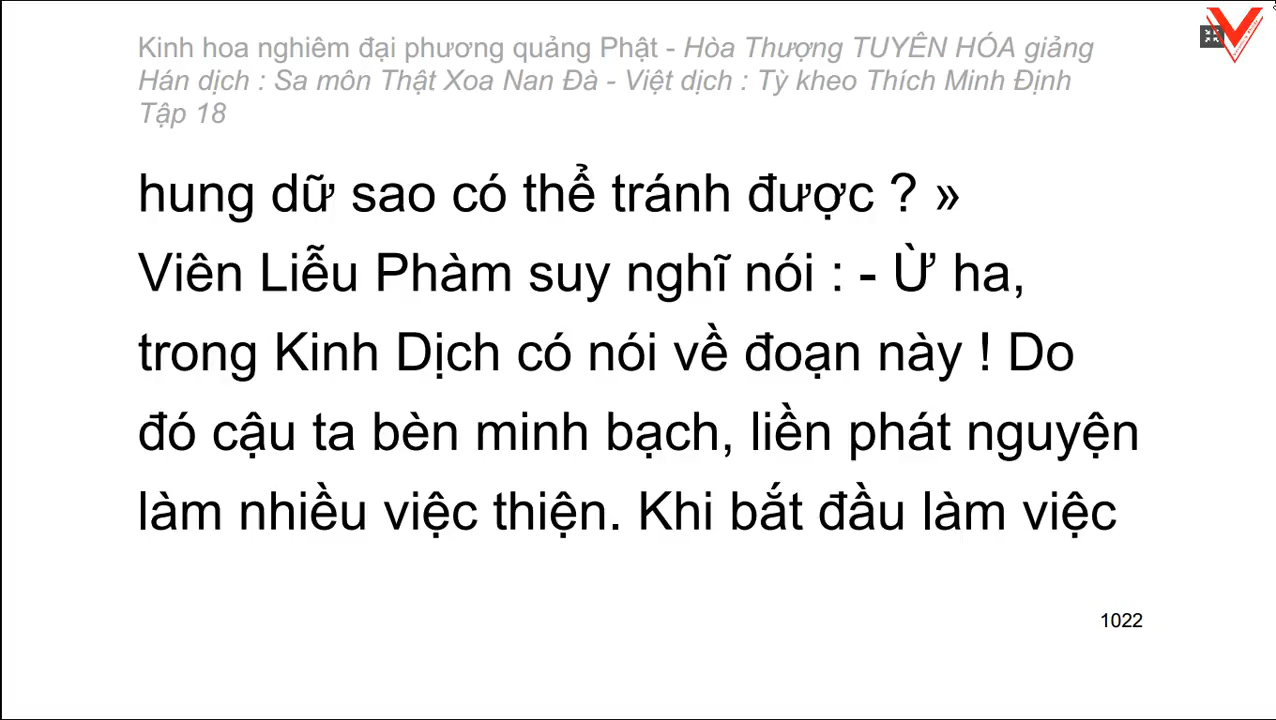 Kinh hoa nghiêm đại phương quảng Phật - Hòa Thượng TUYÊN HÓA giảng
Hán dịch : Sa môn Thật Xoa Nan Đà - Việt dịch : Tỳ kheo Thích Minh Định
Tập 18
hung dữ sao có thể tránh được ? »
Viên Liễu Phàm suy nghĩ nói : - Ừ ha,
trong Kinh Dịch có nói về đoạn này ! Do
đó cậu ta bèn minh bạch, liền phát nguyện
làm nhiều việc thiện. Khi bắt đầu làm việc
1022